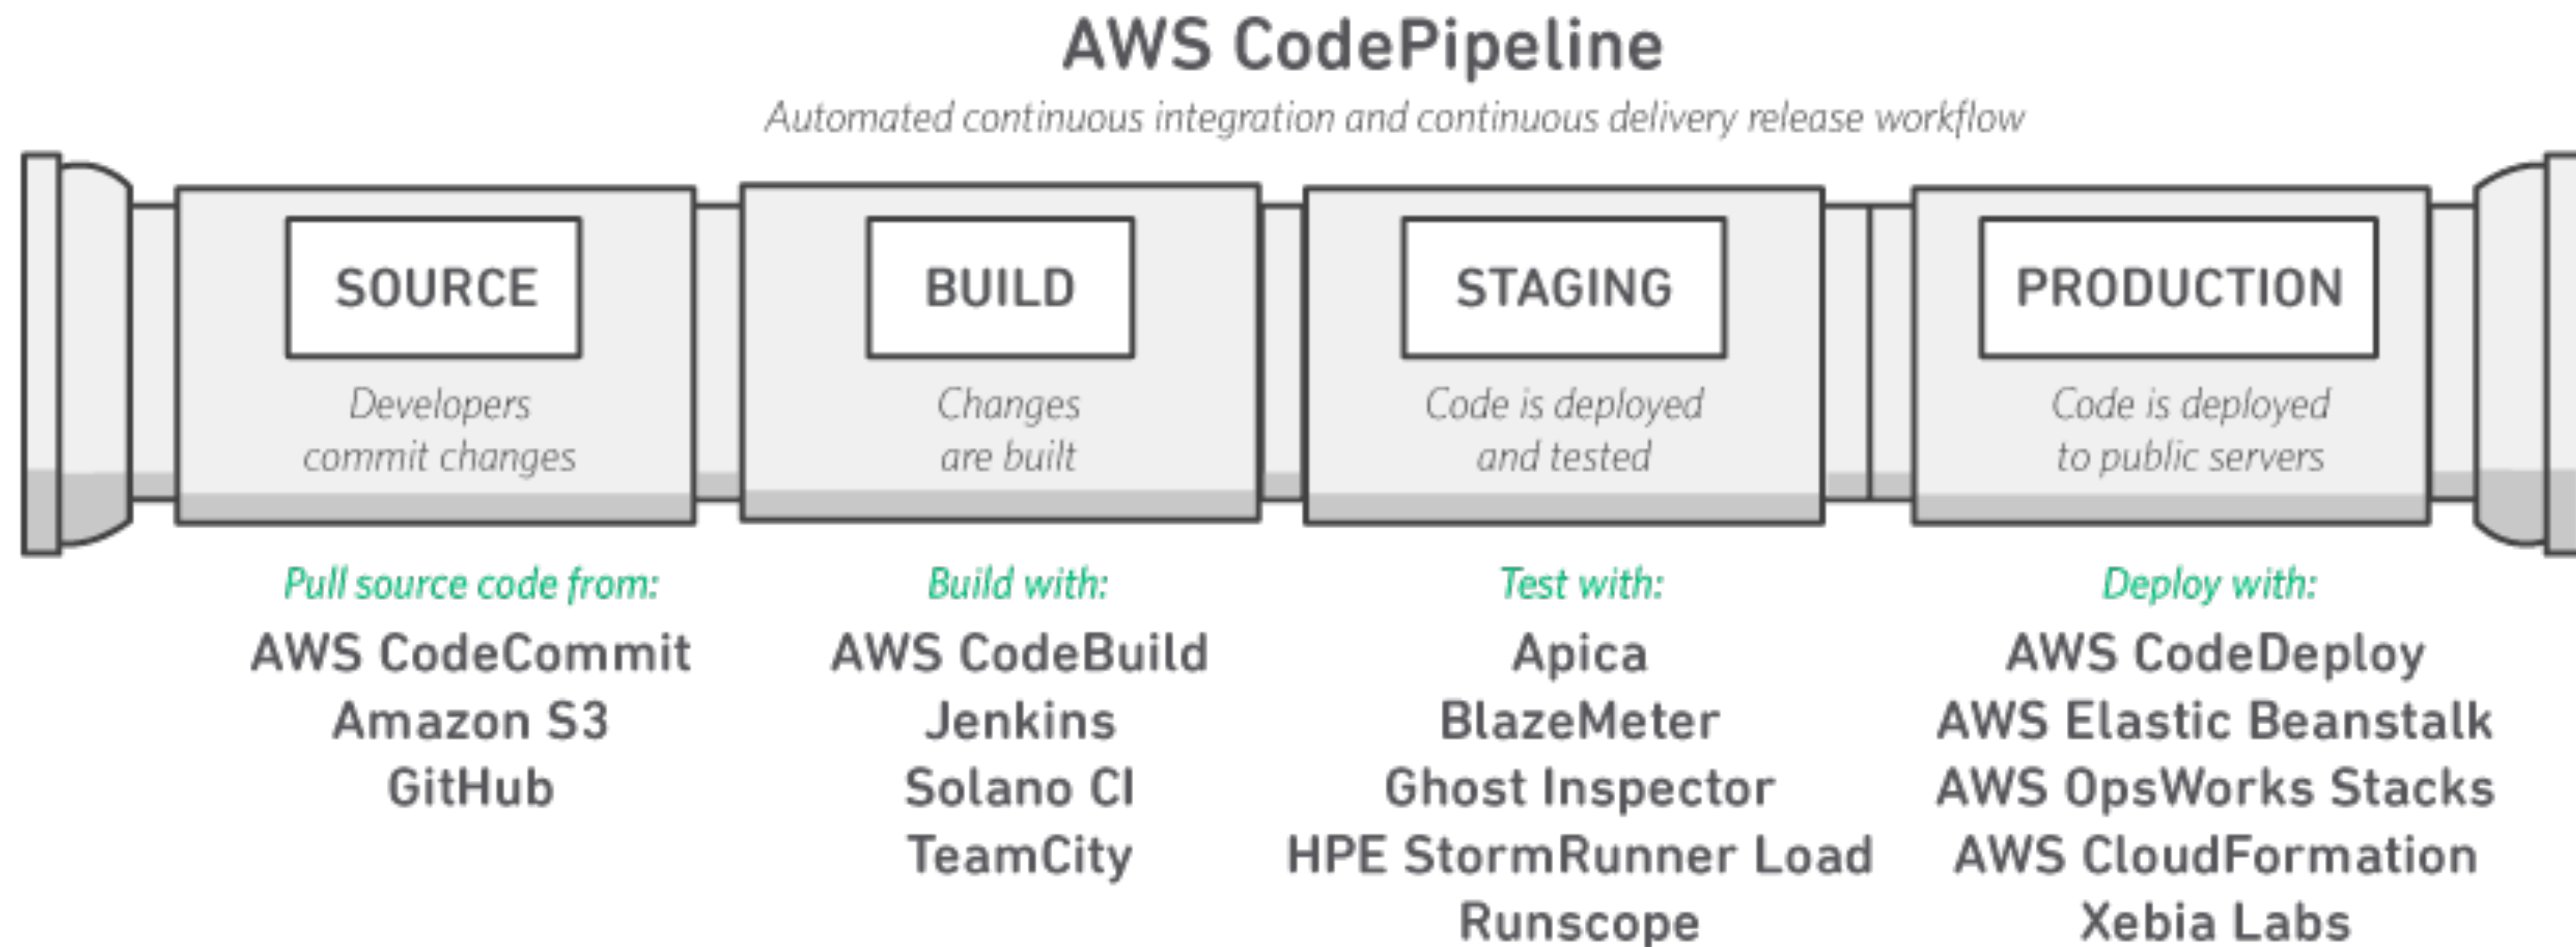 AWS CodePipeline
Automated continuous integration and continuous delivery release workflow
SOURCE
Developers
commit changes
Pull source code from:
AWS CodeCommit
Amazon S3
GitHub
BUILD
Changes
are built
Build with:
AWS CodeBuild
Jenkins
Solano CI
TeamCity
STAGING
Code is deployed
and tested
Test with:
Apica
BlazeMeter
Ghost Inspector
HPE StormRunner Load
Runscope
PRODUCTION
Code is deployed
to public servers
Deploy with:
AWS CodeDeploy
AWS Elastic Beanstalk
AWS OpsWorks Stacks
AWS CloudFormation
Xebia Labs